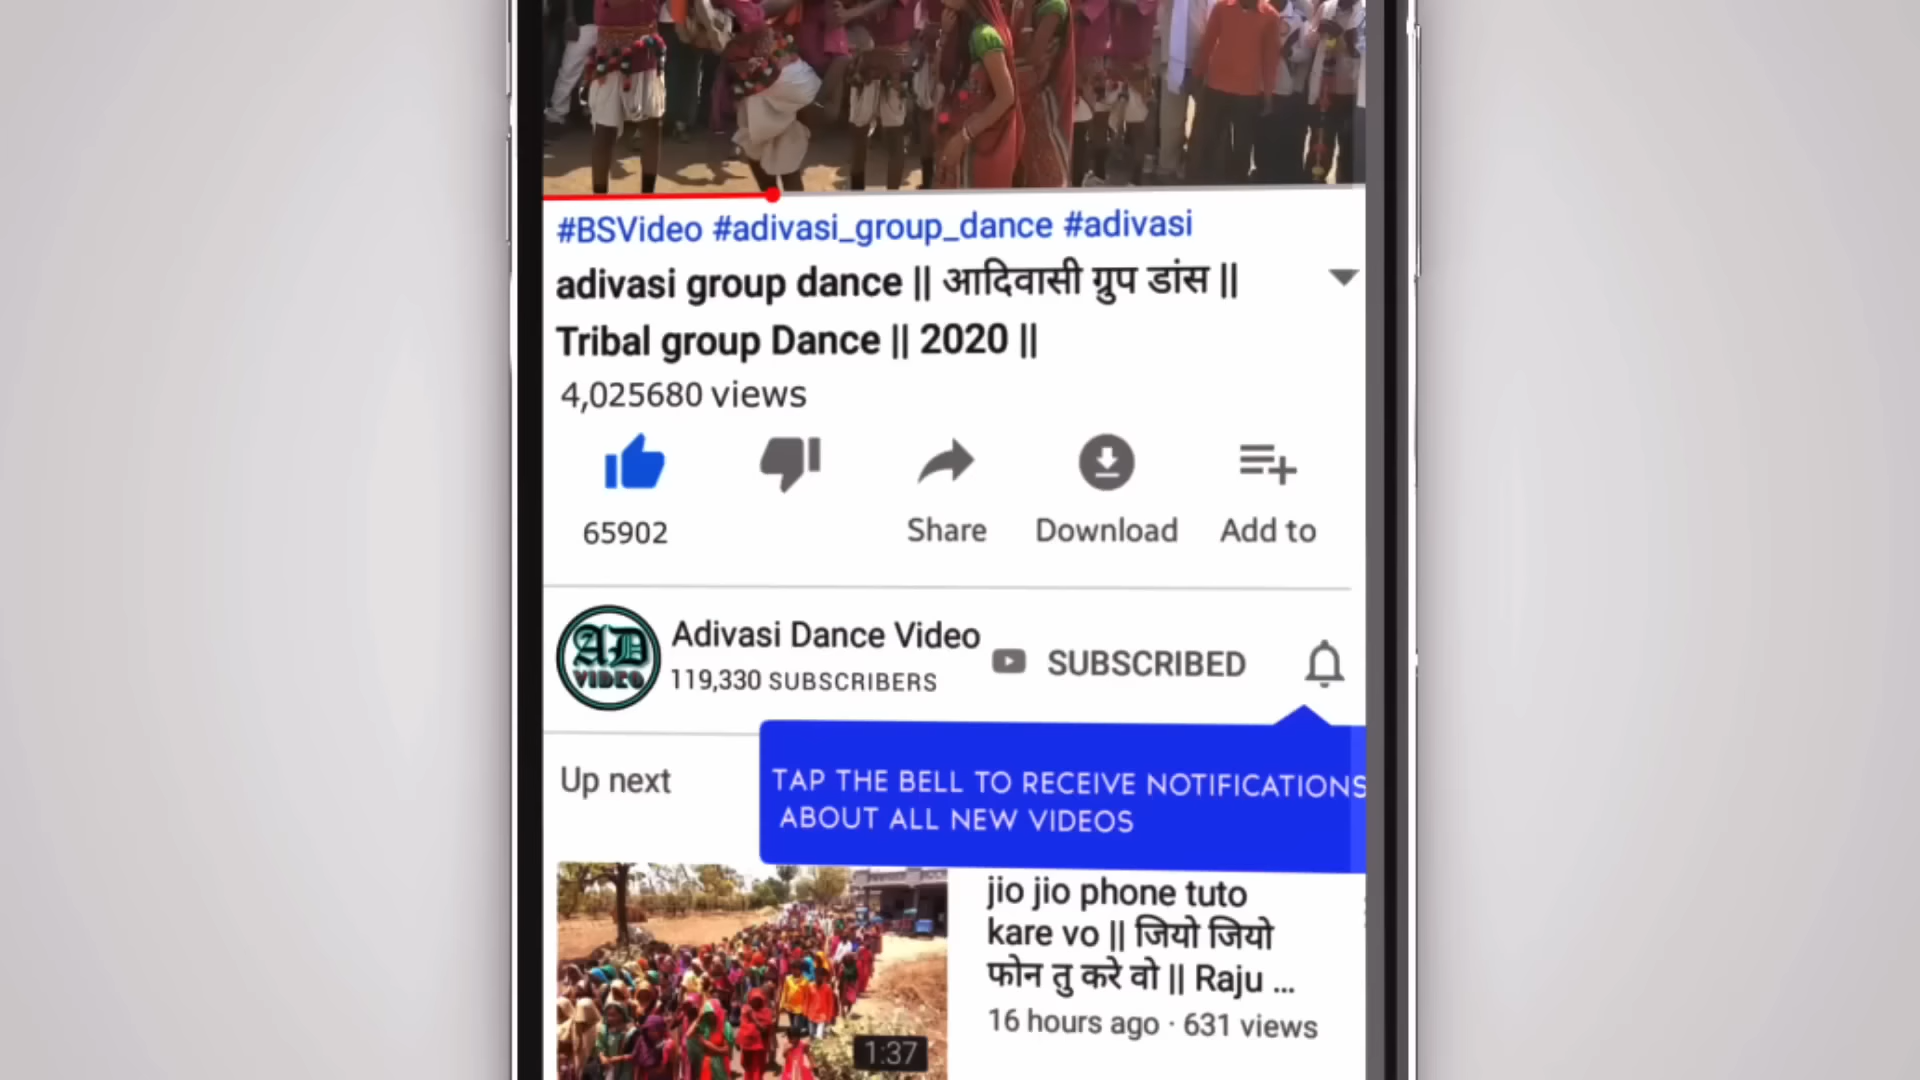 #BSVideo #adivasi_group_dance #adivasi
adivasi group dance || आदिवासी ग्रुप डांस ||
Tribal group Dance || 2020 ||
4,025680 views
65902
Share
Download
Add to
AD
VIDEO
Adivasi Dance Video
119,330 SUBSCRIBERS
SUBSCRIBED
TAP THE BELL TO RECEIVE NOTIFICATIONS
ABOUT ALL NEW VIDEOS
Up next
1:37
jio jio phone tuto
kare vo || जियो जियो
फोन तु करे वो || Raju ...
16 hours ago · 631 views